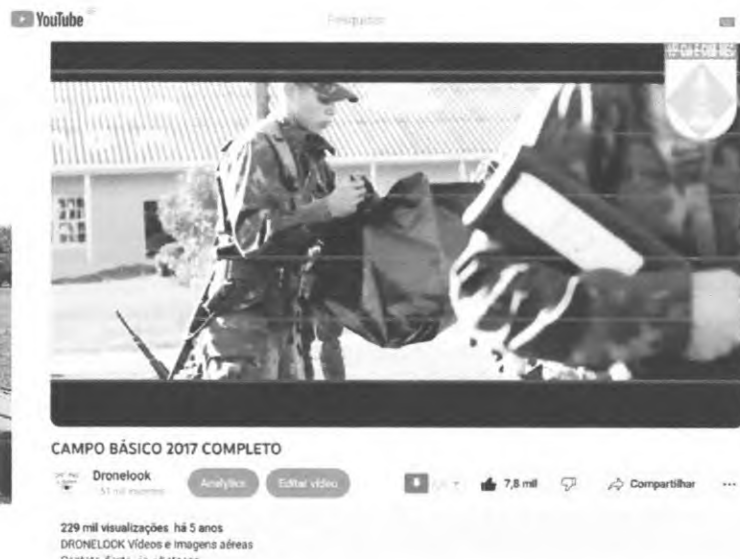 YouTube
Pesquisar
CAMPO BÁSICO 2017 COMPLETO
Dronelook
Analytics
Editar vídeo
7,8 mil
Compartilhar
229 mil visualizações há 5 anos
DRONELOOK Vídeos e Imagens aéreas